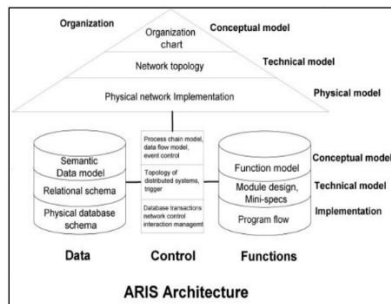 Organization
Conceptual model
Organization
chart
Technical model
Network topology
Physical model
Physical network Implementation
Process chain model,
data flow model,
event control
Topology of
distributed systems,
trigger
Database transactions
network control
interaction managemt
Semantic
Data model
Relational schema
Physical database
schema
Function model
Module design,
Mini-specs
Program flow
Conceptual model
Technical model
Implementation
Data
Control
Functions
ARIS Architecture